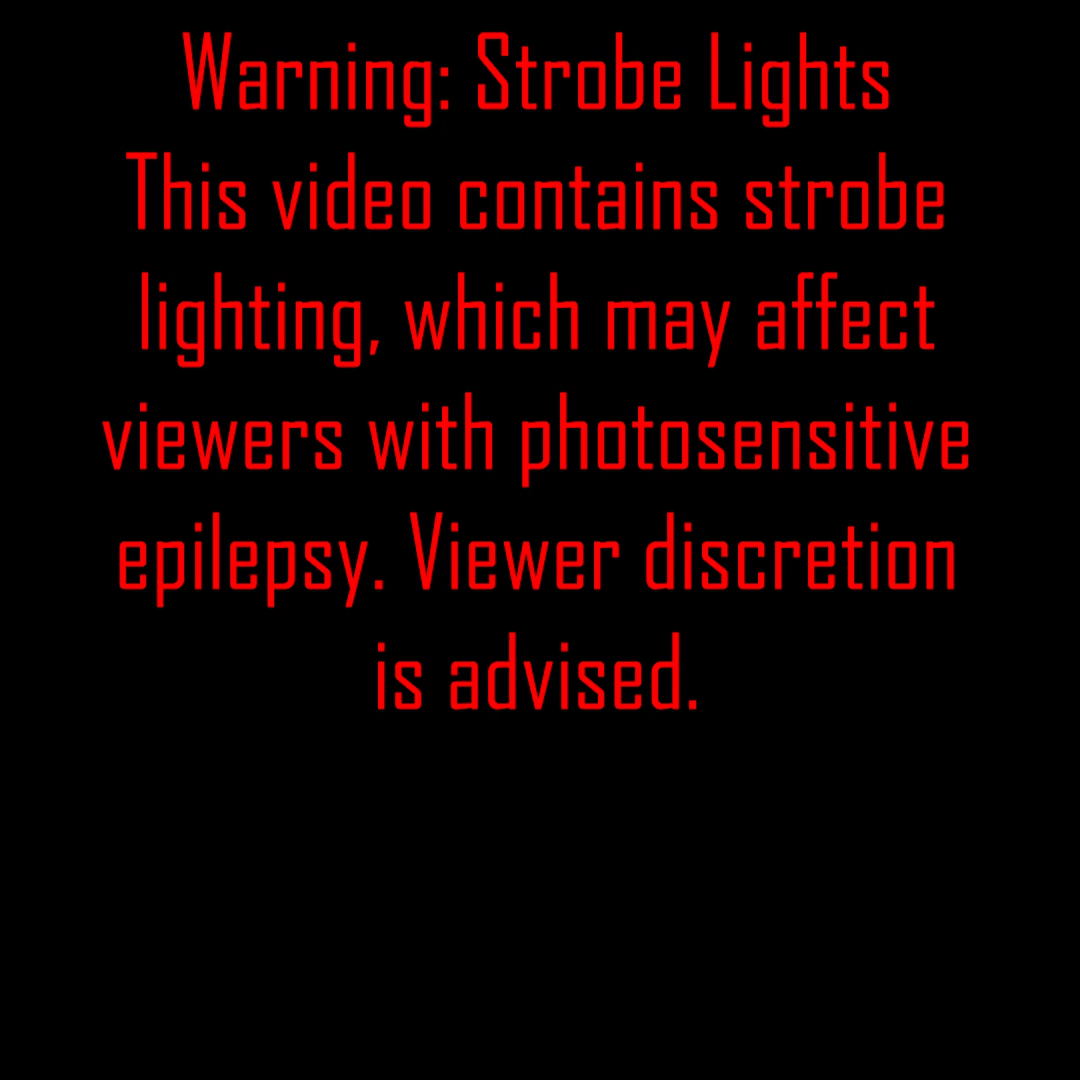 Warning: Strobe Lights
This video contains strobe
lighting, which may affect
viewers with photosensitive
epilepsy. Viewer discretion
is advised.